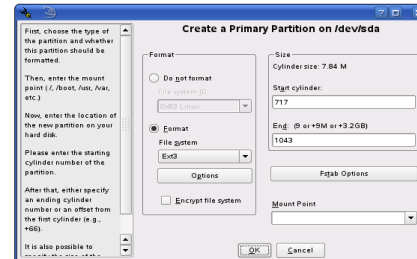 First, choose the type
of the partition and whether
this partition should be
formatted.
Then, enter the mount
point (/, /boot, /usr, /var,
etc.)
Now, enter the location of
the new partition on your
hard disk.
Please enter the starting
cylinder number of the
partition.
After that, either specify
an ending cylinder
number or an offset from
the first cylinder (e.g.,
+66).
It is also possible to
Create a Primary Partition on /dev/sda
Format
Do not format
File system ID
0x83 Linux
Format
File system
Ext3
Options
Encrypt file system
Size
Cylinder size: 7.84 M
Start cylinder:
717
End: (9 or +9M or +3.2GB)
1043
Fstab Options
Mount Point
OK
Cancel